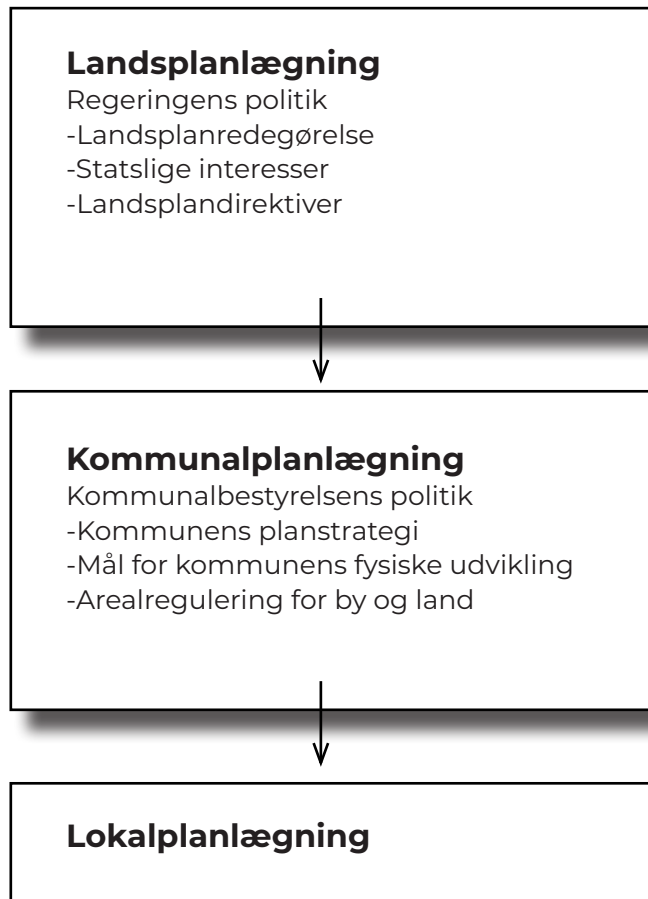 Landsplanlægning
Regeringens politik
-Landsplanredegørelse
-Statslige interesser
-Landsplandirektiver
Kommunalplanlægning
Kommunalbestyrelsens politik
-Kommunens planstrategi
-Mål for kommunens fysiske udvikling
-Arealregulering for by og land
Lokalplanlægning